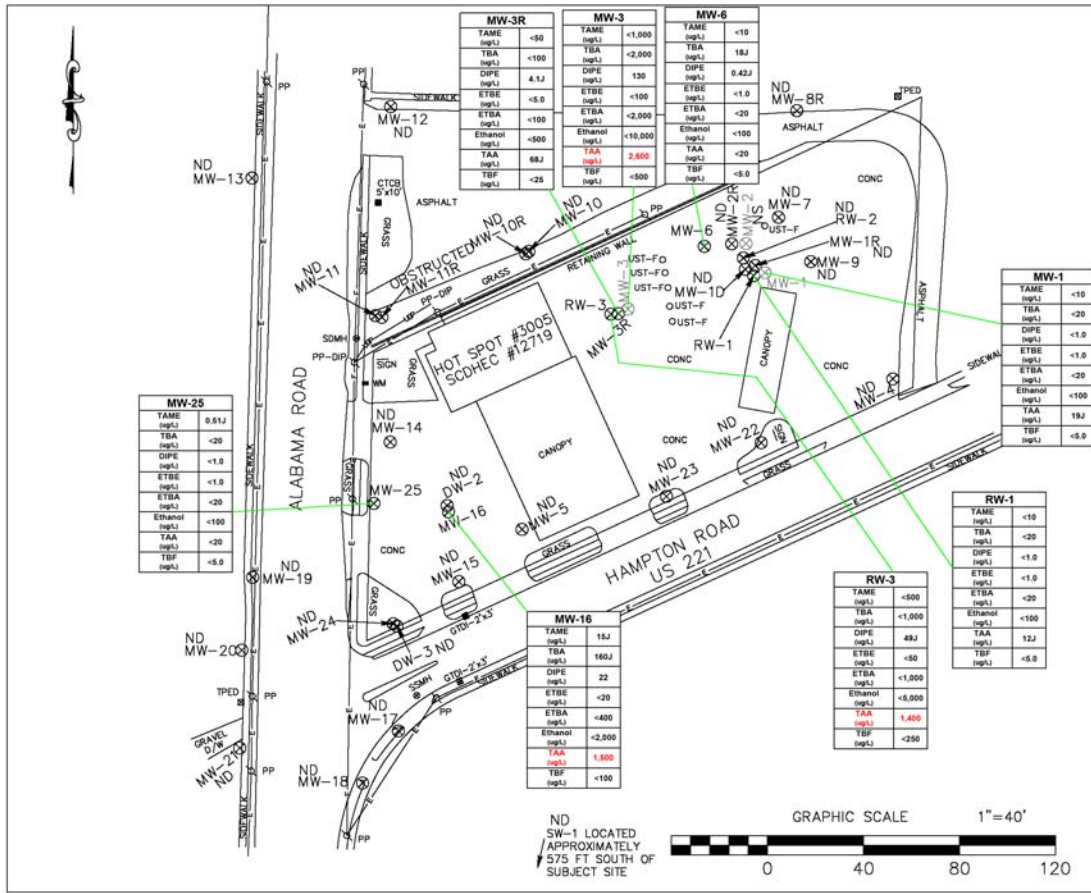 MW-3R
TAME (ug/L) <50
TBA (ug/L) <100
DIPE (ug/L) 4.1J
ETBE (ug/L) <5.0
ETBA (ug/L) <100
Ethanol (ug/L) <500
TAA (ug/L) 68J
TBF (ug/L) <25
MW-3
TAME (ug/L) <1,000
TBA (ug/L) <2,000
DIPE (ug/L) 130
ETBE (ug/L) <100
ETBA (ug/L) <2,000
Ethanol (ug/L) <10,000
TAA (ug/L) 2,600
TBF (ug/L) <500
MW-6
TAME (ug/L) <10
TBA (ug/L) 18J
DIPE (ug/L) 0.42J
ETBE (ug/L) <1.0
ETBA (ug/L) <20
Ethanol (ug/L) <100
TAA (ug/L) <20
TBF (ug/L) <5.0
PP
PP
SIDEWALK
SIDEWALK
ND
MW-12
ND
ND
MW-8R
TPED
ASPHALT
CONC
ND
MW-13
CTCB
5'x10'
ASPHALT
GRASS
SIDEWALK
ND
MW-10
MW-10R
OBSTRUCTED
ND
MW-11
MW-11R
GRASS
RETAINING WALL
PP
MW-6
ND
MW-2R
MW-2
NS
ND
MW-7
UST-F
ND
RW-2
MW-1R
ND
MW-9
ND
UST-F
UST-F
UST-F
UST-F
UST-F
ND
MW-1D
MW-1
RW-1
RW-3
MW-3
MW-3R
CANOPY
CONC
CONC
ASPHALT
PP-DIP
SDMH
PP-DIP
SIGN
WM
GRASS
HOT SPOT #3005
SCDHEC #12719
CANOPY
ND
MW-4
SIDEWALK
MW-1
TAME (ug/L) <10
TBA (ug/L) <20
DIPE (ug/L) <1.0
ETBE (ug/L) <1.0
ETBA (ug/L) <20
Ethanol (ug/L) <100
TAA (ug/L) 19J
TBF (ug/L) <5.0
MW-25
TAME (ug/L) 0.51J
TBA (ug/L) <20
DIPE (ug/L) <1.0
ETBE (ug/L) <1.0
ETBA (ug/L) <20
Ethanol (ug/L) <100
TAA (ug/L) <20
TBF (ug/L) <5.0
SIDEWALK
ALABAMA ROAD
ND
MW-14
GRASS
PP
MW-25
ND
DW-2
MW-16
ND
MW-5
CONC
ND
MW-22
SIGN
GRASS
ND
MW-23
SIDEWALK
GRASS
HAMPTON ROAD
US 221
CONC
ND
MW-15
ND
MW-19
GRASS
ND
MW-24
DW-3
ND
GTDI-2'x3'
GTDI-2'x3'
SSMH
SIDEWALK
PP
ND
MW-20
TPED
PP
GRAVEL
D/W
MW-21
ND
PP
SIDEWALK
ND
MW-17
ND
MW-18
PP
MW-16
TAME (ug/L) 15J
TBA (ug/L) 160J
DIPE (ug/L) 22
ETBE (ug/L) <20
ETBA (ug/L) <400
Ethanol (ug/L) <2,000
TAA (ug/L) 1,500
TBF (ug/L) <100
RW-3
TAME (ug/L) <500
TBA (ug/L) <1,000
DIPE (ug/L) 49J
ETBE (ug/L) <50
ETBA (ug/L) <1,000
Ethanol (ug/L) <5,000
TAA (ug/L) 1,400
TBF (ug/L) <250
RW-1
TAME (ug/L) <10
TBA (ug/L) <20
DIPE (ug/L) <1.0
ETBE (ug/L) <1.0
ETBA (ug/L) <20
Ethanol (ug/L) <100
TAA (ug/L) 12J
TBF (ug/L) <5.0
ND
SW-1 LOCATED
APPROXIMATELY
575 FT SOUTH OF
SUBJECT SITE
GRAPHIC SCALE 1"=40'
0 40 80 120